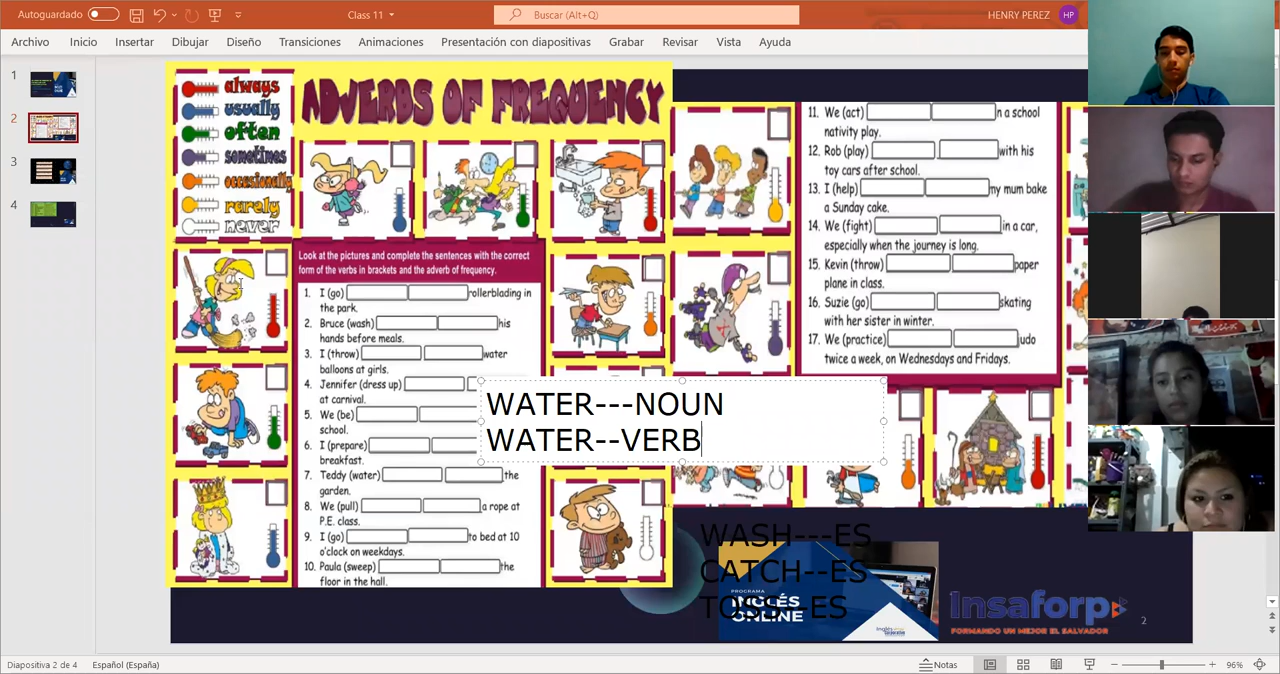 Autoguardado
Class 11
Buscar (Alt+Q)
HENRY PEREZ
HP
Archivo
Inicio
Insertar
Dibujar
Diseño
Transiciones
Animaciones
Presentación con diapositivas
Grabar
Revisar
Vista
Ayuda
1
2
3
4
always
usually
often
sometimes
occasionally
rarely
never
ADVERBS OF FREQUENCY
Look at the pictures and complete the sentences with the correct
form of the verbs in brackets and the adverb of frequency.
1. I (go) rollerblading in
the park.
2. Bruce (wash) his
hands before meals.
3. I (throw) water
balloons at girls.
4. Jennifer (dress up)
at carnival.
5. We (be)
school.
6. I (prepare)
breakfast.
7. Teddy (water) the
garden.
8. We (pull) a rope at
P.E. class.
9. I (go) to bed at 10
o'clock on weekdays.
10. Paula (sweep) the
floor in the hall.
11. We (act) n a school
nativity play.
12. Rob (play) with his
toy cars after school.
13. I (help) my mum bake
a Sunday cake.
14. We (fight) in a car,
especially when the journey is long.
15. Kevin (throw) paper
plane in class.
16. Suzie (go) skating
with her sister in winter.
17. We (practice) udo
twice a week, on Wednesdays and Fridays.
WATER---NOUN
WATER--VERB
WASH---ES
CATCH--ES
PROGRAMA
INGLÉS
ONLINE
Insaforp
FORMANDO UN MEJOR EL SALVADOR
2
Diapositiva 2 de 4
Español (España)
Notas
96%